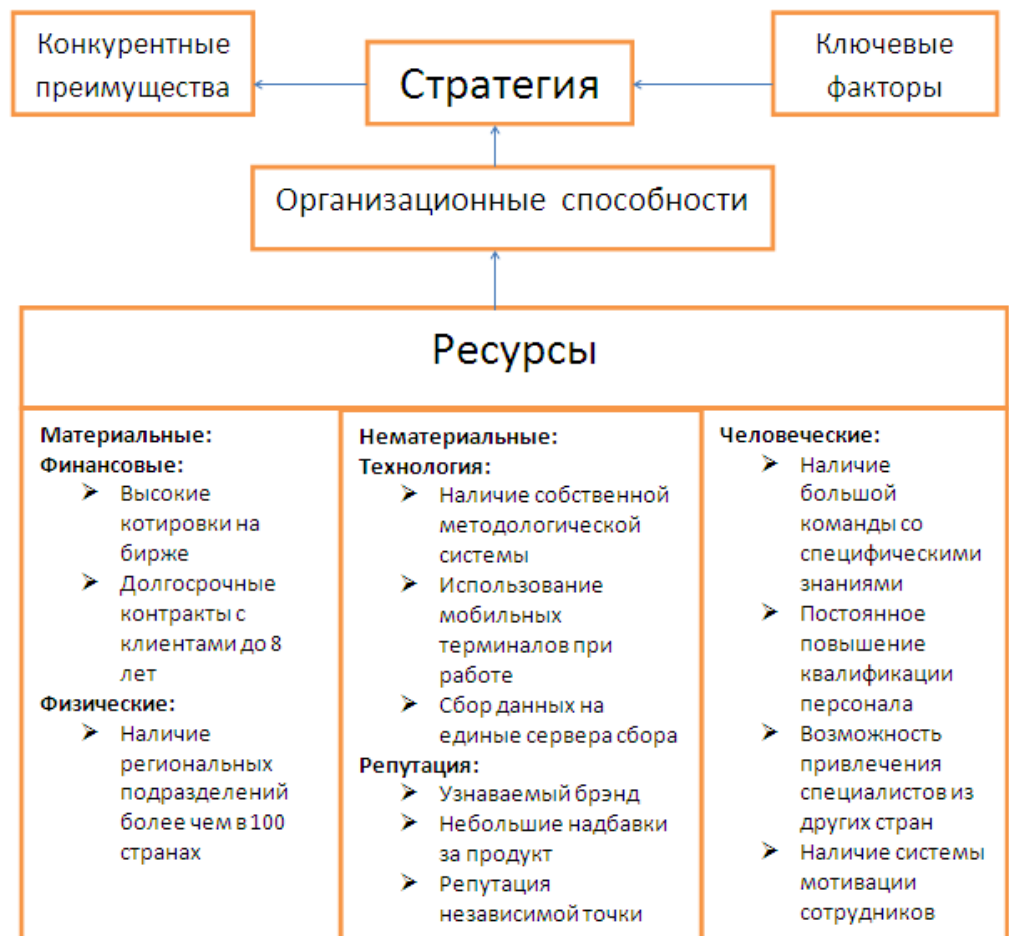 Конкурентные
преимущества
Стратегия
Ключевые
факторы
Организационные способности
Ресурсы
Материальные:
Финансовые:
Высокие
котировки на
бирже
Долгосрочные
контракты с
клиентами до 8
лет
Физические:
Наличие
региональных
подразделений
более чем в 100
странах
Нематериальные:
Технология:
Наличие собственной
методологической
системы
Использование
мобильных
терминалов при
работе
Сбор данных на
единые сервера сбора
Репутация:
Узнаваемый брэнд
Небольшие надбавки
за продукт
Репутация
независимой точки
Человеческие:
Наличие
большой
команды со
специфическими
знаниями
Постоянное
повышение
квалификации
персонала
Возможность
привлечения
специалистов из
других стран
Наличие системы
мотивации
сотрудников